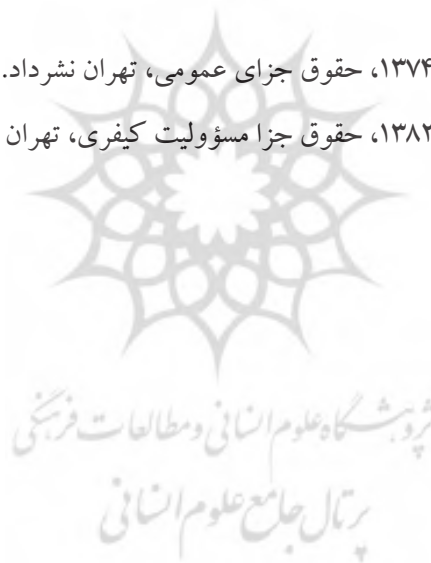 ۱۳۷۴، حقوق جزای عمومی، تهران نشرداد.
۱۳۸۲، حقوق جزا مسؤولیت کیفری، تهران
پژوهشگاه علوم انسانی و مطالعات فرهنگی
پرتال جامع علوم انسانی